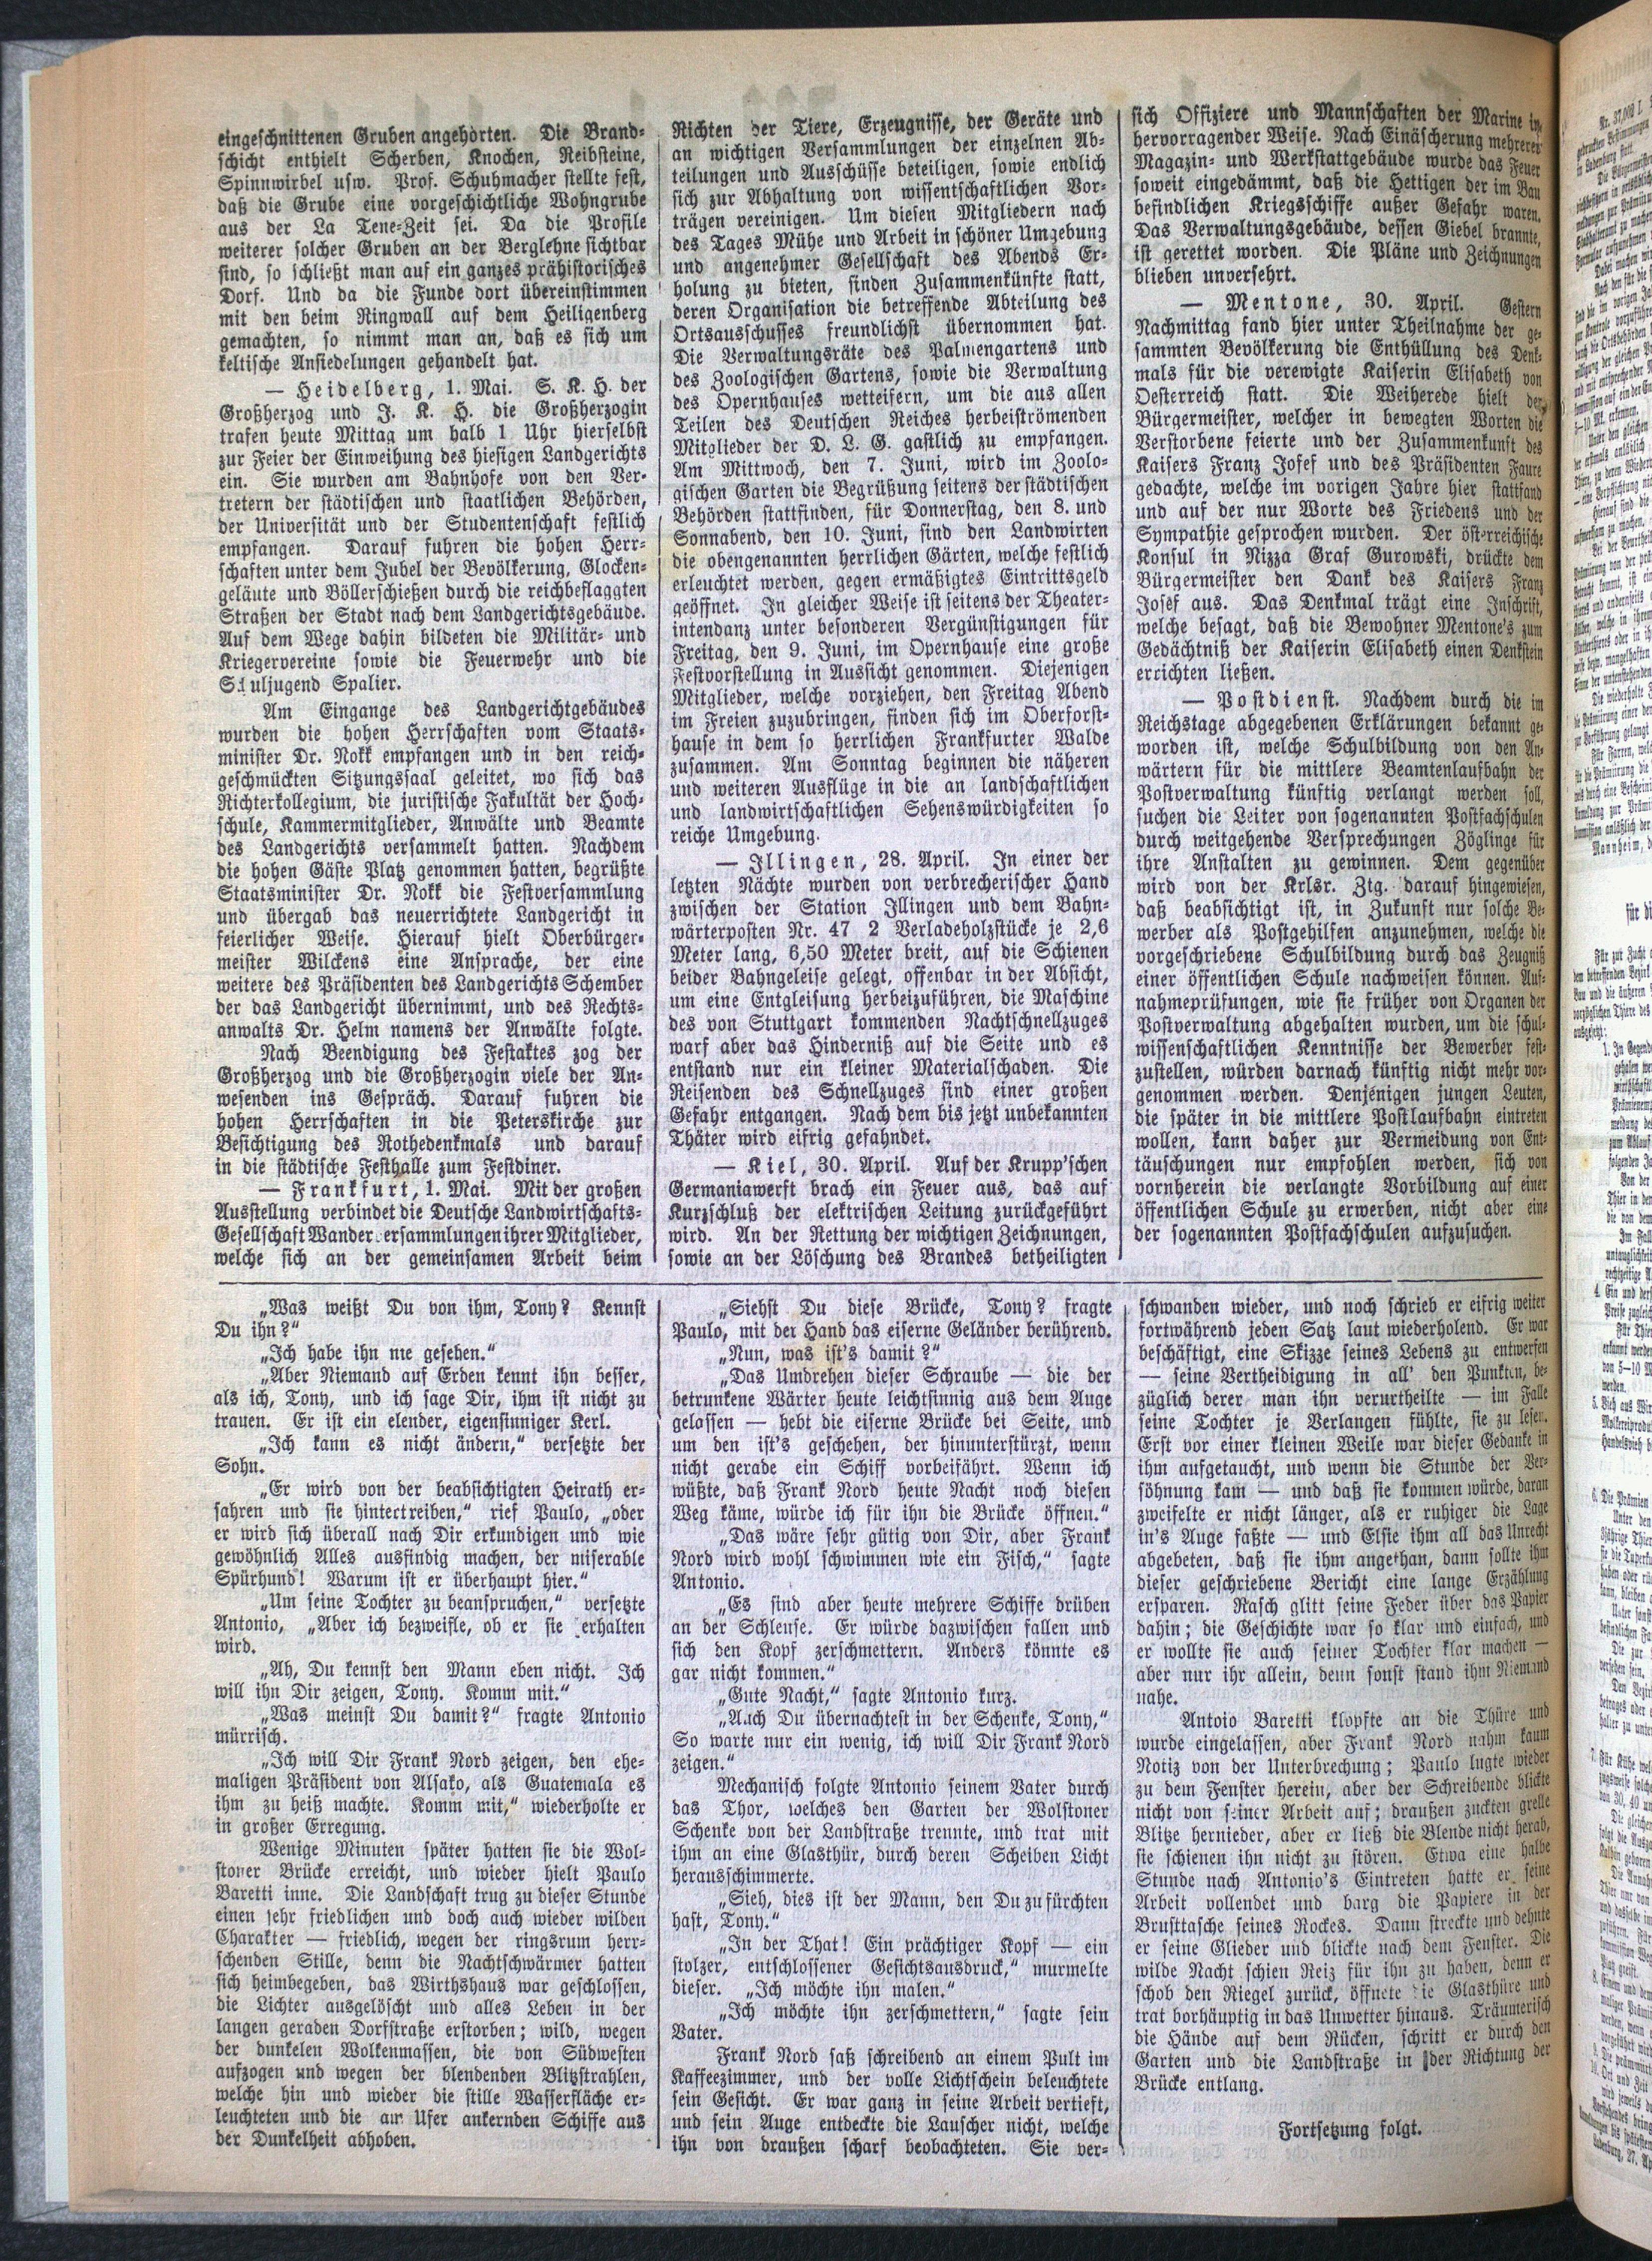 eingeschnittenen Gruben angehörten. Die Brand-
schicht enthielt Scherben, Knochen, Reibsteine,
Spinnwirbel usw. Prof. Schuhmacher stellte fest,
daß die Grube eine vorgeschichtliche Wohngrube
aus der La Tene-Zeit sei. Da die Profile
weiterer solcher Gruben an der Berglehne sichtbar
sind, so schließt man auf ein ganzes prähistorisches
Dorf. Und da die Funde dort übereinstimmen
mit den beim Ringwall auf dem Heiligenberg
gemachten, so nimmt man an, daß es sich um
keltische Ansiedelungen gehandelt hat.
— Heidelberg, 1. Mai. S. K. H. der
Großherzog und J. K. H. die Großherzogin
trafen heute Mittag um halb 1 Uhr hierselbst
zur Feier der Einweihung des hiesigen Landgerichts
ein. Sie wurden am Bahnhofe von den Ver-
tretern der städtischen und staatlichen Behörden,
der Universität und der Studentenschaft festlich
empfangen. Darauf fuhren die hohen Herr-
schaften unter dem Jubel der Bevölkerung, Glocken-
geläute und Böllerschießen durch die reichbeflaggten
Straßen der Stadt nach dem Landgerichtsgebäude.
Auf dem Wege dahin bildeten die Militär- und
Kriegervereine sowie die Feuerwehr und die
Schuljugend Spalier.
Am Eingange des Landgerichtgebäudes
wurden die hohen Herrschaften vom Staats-
minister Dr. Nokk empfangen und in den reich-
geschmückten Sitzungssaal geleitet, wo sich das
Richterkollegium, die juristische Fakultät der Hoch-
schule, Kammermitglieder, Anwälte und Beamte
des Landgerichts versammelt hatten. Nachdem
die hohen Gäste Platz genommen hatten, begrüßte
Staatsminister Dr. Nokk die Festversammlung
und übergab das neuerrichtete Landgericht in
feierlicher Weise. Hierauf hielt Oberbürger-
meister Wilckens eine Ansprache, der eine
weitere des Präsidenten des Landgerichts Schember
der das Landgericht übernimmt, und des Rechts-
anwalts Dr. Helm namens der Anwälte folgte.
Nach Beendigung des Festaktes zog der
Großherzog und die Großherzogin viele der An-
wesenden ins Gespräch. Darauf fuhren die
hohen Herrschaften in die Peterskirche zur
Besichtigung des Rothedenkmals und darauf
in die städtische Festhalle zum Festdiner.
— Frankfurt, 1. Mai. Mit der großen
Ausstellung verbindet die Deutsche Landwirtschafts-
Gesellschaft Wanderversammlungen ihrer Mitglieder,
welche sich an der gemeinsamen Arbeit beim
Richten der Tiere, Erzeugnisse, der Geräte und
an wichtigen Versammlungen der einzelnen Ab-
teilungen und Ausschüsse beteiligen, sowie endlich
sich zur Abhaltung von wissentschaftlichen Vor-
trägen vereinigen. Um diesen Mitgliedern nach
des Tages Mühe und Arbeit in schöner Umgebung
und angenehmer Gesellschaft des Abends Er-
holung zu bieten, finden Zusammenkünfte statt,
deren Organisation die betreffende Abteilung des
Ortsausschusses freundlichst übernommen hat.
Die Verwaltungsräte des Palmengartens und
des Zoologischen Gartens, sowie die Verwaltung
des Opernhauses wetteifern, um die aus allen
Teilen des Deutschen Reiches herbeiströmenden
Mitglieder der D. L. G. gastlich zu empfangen.
Am Mittwoch, den 7. Juni, wird im Zoolo-
gischen Garten die Begrüßung seitens der städtischen
Behörden stattfinden, für Donnerstag, den 8. und
Sonnabend, den 10. Juni, sind den Landwirten
die obengenannten herrlichen Gärten, welche festlich
erleuchtet werden, gegen ermäßigtes Eintrittsgeld
geöffnet. In gleicher Weise ist seitens der Theater-
intendanz unter besonderen Vergünstigungen für
Freitag, den 9. Juni, im Opernhause eine große
Festvorstellung in Aussicht genommen. Diejenigen
Mitglieder, welche vorziehen, den Freitag Abend
im Freien zuzubringen, finden sich im Oberforst-
hause in dem so herrlichen Frankfurter Walde
zusammen. Am Sonntag beginnen die näheren
und weiteren Ausflüge in die an landschaftlichen
und landwirtschaftlichen Sehenswürdigkeiten so
reiche Umgebung.
— Illingen, 28. April. In einer der
letzten Nächte wurden von verbrecherischer Hand
zwischen der Station Illingen und dem Bahn-
wärterposten Nr. 47 2 Verladeholzstücke je 2,6
Meter lang, 6,50 Meter breit, auf die Schienen
beider Bahngeleise gelegt, offenbar in der Absicht,
um eine Entgleisung herbeizuführen, die Maschine
des von Stuttgart kommenden Nachtschnellzuges
warf aber das Hinderniß auf die Seite und es
entstand nur ein kleiner Materialschaden. Die
Reisenden des Schnellzuges sind einer großen
Gefahr entgangen. Nach dem bis jetzt unbekannten
Thäter wird eifrig gefahndet.
— Kiel, 30. April. Auf der Krupp'schen
Germaniawerft brach ein Feuer aus, das auf
Kurzschluß der elektrischen Leitung zurückgeführt
wird. An der Rettung der wichtigen Zeichnungen,
sowie an der Löschung des Brandes betheiligten
sich Offiziere und Mannschaften der Marine in
hervorragender Weise. Nach Einäscherung mehrerer
Magazin- und Werkstattgebäude wurde das Feuer
soweit eingedämmt, daß die Hettigen der im Bau
befindlichen Kriegsschiffe außer Gefahr waren.
Das Verwaltungsgebäude, dessen Giebel brannte,
ist gerettet worden. Die Pläne und Zeichnungen
blieben unversehrt.
— Mentone, 30. April. Gestern
Nachmittag fand hier unter Theilnahme der ge-
sammten Bevölkerung die Enthüllung des Denk-
mals für die verewigte Kaiserin Elisabeth von
Oesterreich statt. Die Weiherede hielt der
Bürgermeister, welcher in bewegten Worten die
Verstorbene feierte und der Zusammenkunft des
Kaisers Franz Josef und des Präsidenten Faure
gedachte, welche im vorigen Jahre hier stattfand
und auf der nur Worte des Friedens und der
Sympathie gesprochen wurden. Der österreichische
Konsul in Nizza Graf Gurowski, drückte dem
Bürgermeister den Dank des Kaisers Franz
Josef aus. Das Denkmal trägt eine Inschrift,
welche besagt, daß die Bewohner Mentone's zum
Gedächtniß der Kaiserin Elisabeth einen Denkstein
errichten ließen.
— Postdienst. Nachdem durch die im
Reichstage abgegebenen Erklärungen bekannt ge-
worden ist, welche Schulbildung von den An-
wärtern für die mittlere Beamtenlaufbahn der
Postverwaltung künftig verlangt werden soll,
suchen die Leiter von sogenannten Postfachschulen
durch weitgehende Versprechungen Zöglinge für
ihre Anstalten zu gewinnen. Dem gegenüber
wird von der Krlsr. Ztg. darauf hingewiesen,
daß beabsichtigt ist, in Zukunft nur solche Be-
werber als Postgehilfen anzunehmen, welche die
vorgeschriebene Schulbildung durch das Zeugniß
einer öffentlichen Schule nachweisen können. Auf-
nahmeprüfungen, wie sie früher von Organen der
Postverwaltung abgehalten wurden, um die schul-
wissenschaftlichen Kenntnisse der Bewerber fest-
zustellen, würden darnach künftig nicht mehr vor-
genommen werden. Denjenigen jungen Leuten,
die später in die mittlere Postlaufbahn eintreten
wollen, kann daher zur Vermeidung von Ent-
täuschungen nur empfohlen werden, sich von
vornherein die verlangte Vorbildung auf einer
öffentlichen Schule zu erwerben, nicht aber eine
der sogenannten Postfachschulen aufzusuchen.
„Was weißt Du von ihm, Tony? Kennst
Du ihn?“
„Ich habe ihn nie gesehen.“
„Aber Niemand auf Erden kennt ihn besser,
als ich, Tony, und ich sage Dir, ihm ist nicht zu
trauen. Er ist ein elender, eigensinniger Kerl.
„Ich kann es nicht ändern,“ versetzte der
Sohn.
„Er wird von der beabsichtigten Heirath er-
fahren und sie hintertreiben,“ rief Paulo, „oder
er wird sich überall nach Dir erkundigen und wie
gewöhnlich Alles ausfindig machen, der miserable
Spürhund! Warum ist er überhaupt hier.“
„Um seine Tochter zu beanspruchen,“ versetzte
Antonio, „Aber ich bezweifle, ob er sie erhalten
wird.
„Ah, Du kennst den Mann eben nicht. Ich
will ihn Dir zeigen, Tony. Komm mit.“
„Was meinst Du damit?“ fragte Antonio
mürrisch.
„Ich will Dir Frank Nord zeigen, den ehe-
maligen Präsident von Alsako, als Guatemala es
ihm zu heiß machte. Komm mit,“ wiederholte er
in großer Erregung.
Wenige Minuten später hatten sie die Wol-
stoner Brücke erreicht, und wieder hielt Paulo
Baretti inne. Die Landschaft trug zu dieser Stunde
einen sehr friedlichen und doch auch wieder wilden
Charakter — friedlich, wegen der ringsrum herr-
schenden Stille, denn die Nachtschwärmer hatten
sich heimbegeben, das Wirthshaus war geschlossen,
die Lichter ausgelöscht und alles Leben in der
langen geraden Dorfstraße erstorben; wild, wegen
der dunkelen Wolkenmassen, die von Südwesten
aufzogen und wegen der blendenden Blitzstrahlen,
welche hin und wieder die stille Wasserfläche er-
leuchteten und die am Ufer ankernden Schiffe aus
der Dunkelheit abhoben.
„Siehst Du diese Brücke, Tony? fragte
Paulo, mit der Hand das eiserne Geländer berührend.
„Nun, was ist's damit?“
„Das Umdrehen dieser Schraube — die der
betrunkene Wärter heute leichtsinnig aus dem Auge
gelassen — hebt die eiserne Brücke bei Seite, und
um den ist's geschehen, der hinunterstürzt, wenn
nicht gerade ein Schiff vorbeifährt. Wenn ich
wüßte, daß Frank Nord heute Nacht noch diesen
Weg käme, würde ich für ihn die Brücke öffnen.“
„Das wäre sehr gütig von Dir, aber Frank
Nord wird wohl schwimmen wie ein Fisch,“ sagte
Antonio.
„Es sind aber heute mehrere Schiffe drüben
an der Schleuse. Er würde dazwischen fallen und
sich den Kopf zerschmettern. Anders könnte es
gar nicht kommen.“
„Gute Nacht,“ sagte Antonio kurz.
„Auch Du übernachtest in der Schenke, Tony,“
So warte nur ein wenig, ich will Dir Frank Nord
zeigen.“
Mechanisch folgte Antonio seinem Vater durch
das Thor, welches den Garten der Wolstoner
Schenke von der Landstraße trennte, und trat mit
ihm an eine Glasthür, durch deren Scheiben Licht
herausschimmerte.
„Sieh, dies ist der Mann, den Du zu fürchten
hast, Tony.“
„In der That! Ein prächtiger Kopf — ein
stolzer, entschlossener Gesichtsausdruck,“ murmelte
dieser. „Ich möchte ihn malen.“
„Ich möchte ihn zerschmettern,“ sagte sein
Vater.
Frank Nord saß schreibend an einem Pult im
Kaffeezimmer, und der volle Lichtschein beleuchtete
sein Gesicht. Er war ganz in seine Arbeit vertieft,
und sein Auge entdeckte die Lauscher nicht, welche
ihn von draußen scharf beobachteten. Sie ver-
schwanden wieder, und noch schrieb er eifrig weiter
fortwährend jeden Satz laut wiederholend. Er war
beschäftigt, eine Skizze seines Lebens zu entwerfen
— seine Vertheidigung in all' den Punkten, be-
züglich derer man ihn verurtheilte — im Falle
seine Tochter je Verlangen fühlte, sie zu lesen.
Erst vor einer kleinen Weile war dieser Gedanke in
ihm aufgetaucht, und wenn die Stunde der Ver-
söhnung kam — und daß sie kommen würde, daran
zweifelte er nicht länger, als er ruhiger die Lage
in's Auge faßte — und Elsie ihm all das Unrecht
abgebeten, daß sie ihm angethan, dann sollte ihm
dieser geschriebene Bericht eine lange Erzählung
ersparen. Rasch glitt seine Feder über das Papier
dahin; die Geschichte war so klar und einfach, und
er wollte sie auch seiner Tochter klar machen —
aber nur ihr allein, denn sonst stand ihm Niemand
nahe.
Antoio Baretti klopfte an die Thüre und
wurde eingelassen, aber Frank Nord nahm kaum
Notiz von der Unterbrechung; Paulo lugte wieder
zu dem Fenster herein, aber der Schreibende blickte
nicht von seiner Arbeit auf; draußen zuckten grelle
Blitze hernieder, aber er ließ die Blende nicht herab,
sie schienen ihn nicht zu stören. Etwa eine halbe
Stunde nach Antonio's Eintreten hatte er seine
Arbeit vollendet und barg die Papiere in der
Brusttasche seines Rockes. Dann streckte und dehnte
er seine Glieder und blickte nach dem Fenster. Die
wilde Nacht schien Reiz für ihn zu haben, denn er
schob den Riegel zurück, öffnete die Glasthüre und
trat borhäuptig in das Unwetter hinaus. Träumerisch
die Hände auf dem Rücken, schritt er durch den
Garten und die Landstraße in der Richtung der
Brücke entlang.
Fortsetzung folgt.